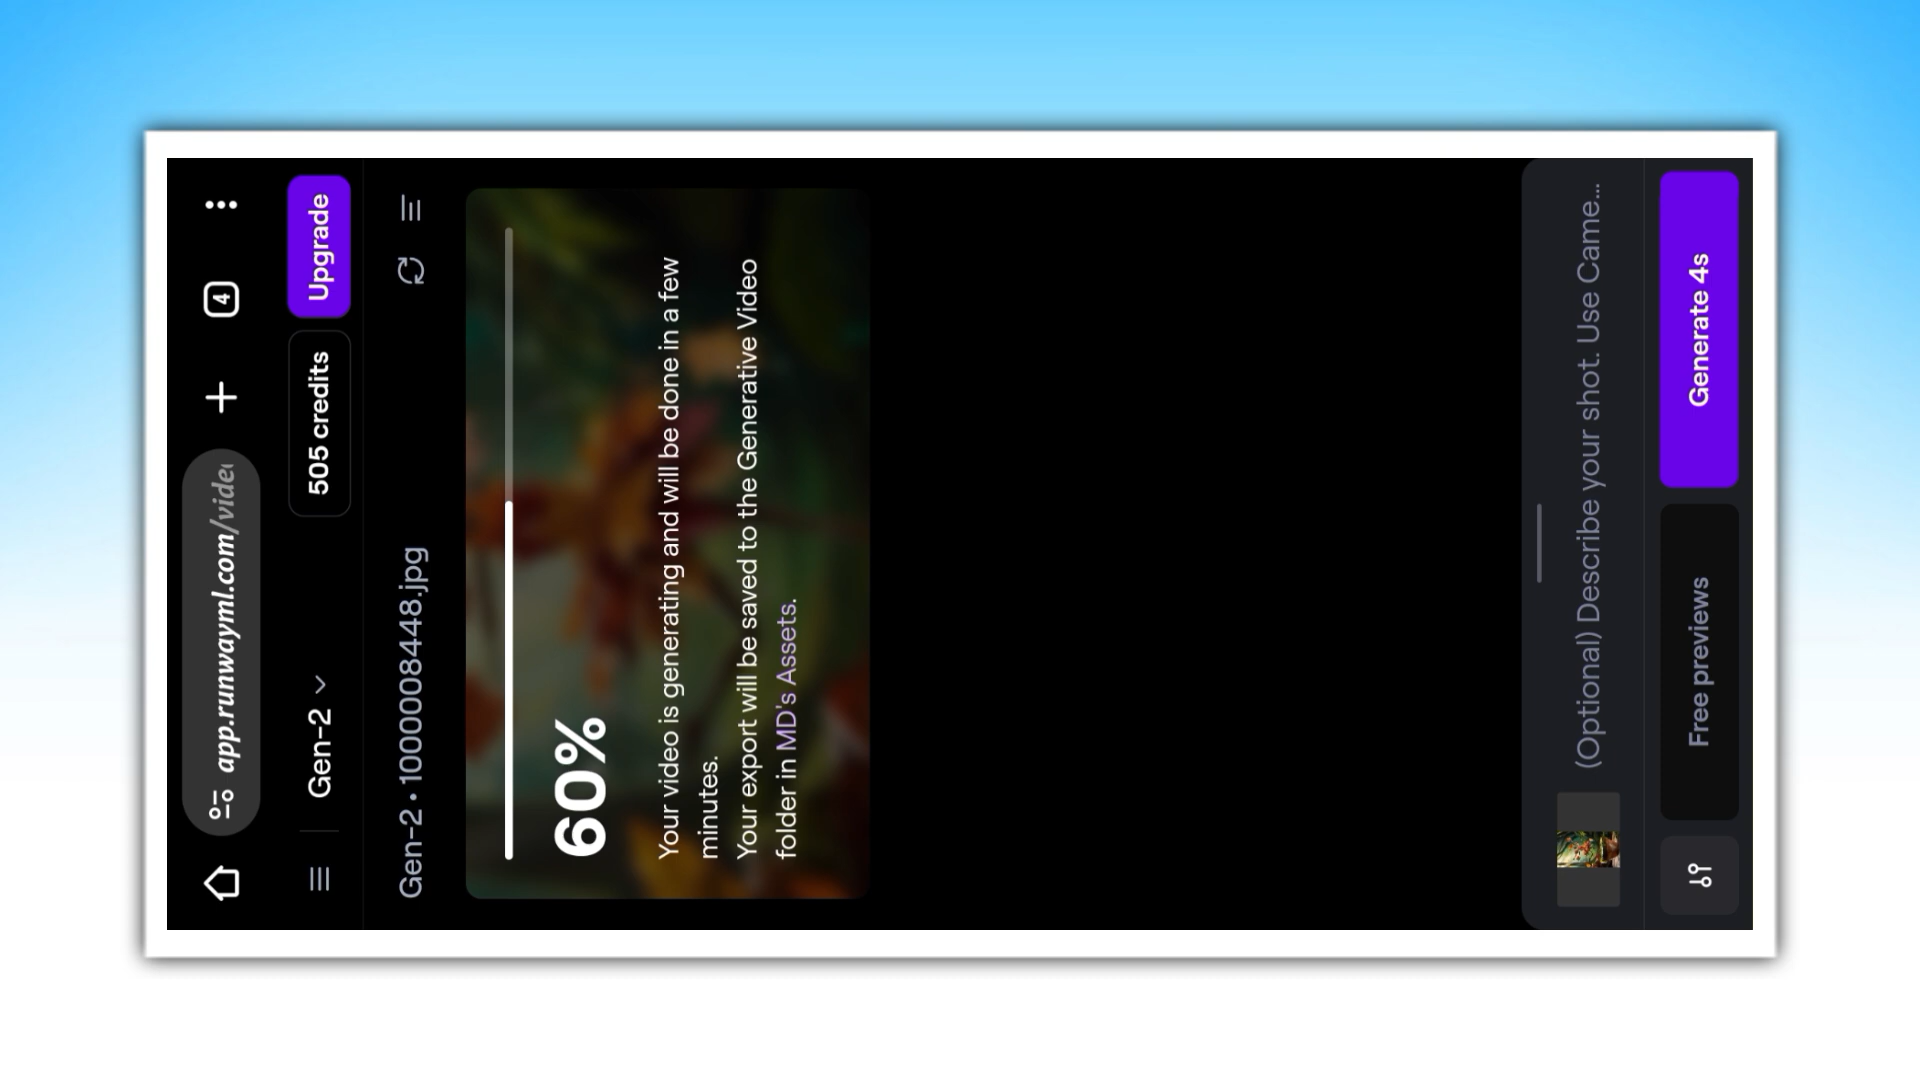 app.runwayml.com/vide
4
Gen-2
505 credits
Upgrade
Gen-2 • 1000008448.jpg
60%
Your video is generating and will be done in a few
minutes.
Your export will be saved to the Generative Video
folder in MD's Assets.
(Optional) Describe your shot. Use Came...
Free previews
Generate 4s